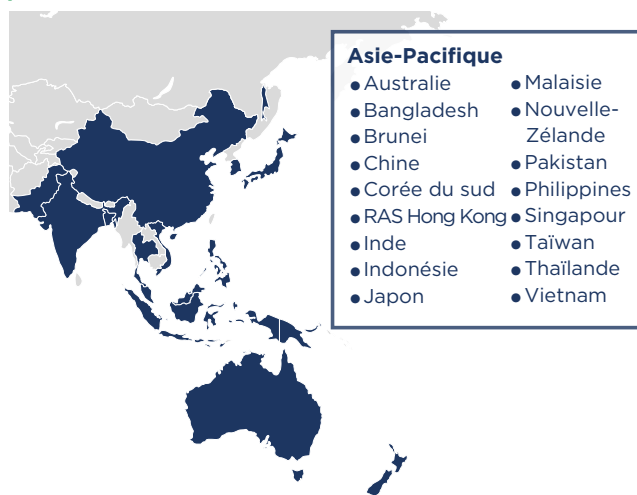 Asie-Pacifique
● Australie
● Bangladesh
● Brunei
● Chine
● Corée du sud
● RAS Hong Kong
● Inde
● Indonésie
● Japon
● Malaisie
● Nouvelle-
Zélande
● Pakistan
● Philippines
● Singapour
● Taïwan
● Thaïlande
● Vietnam